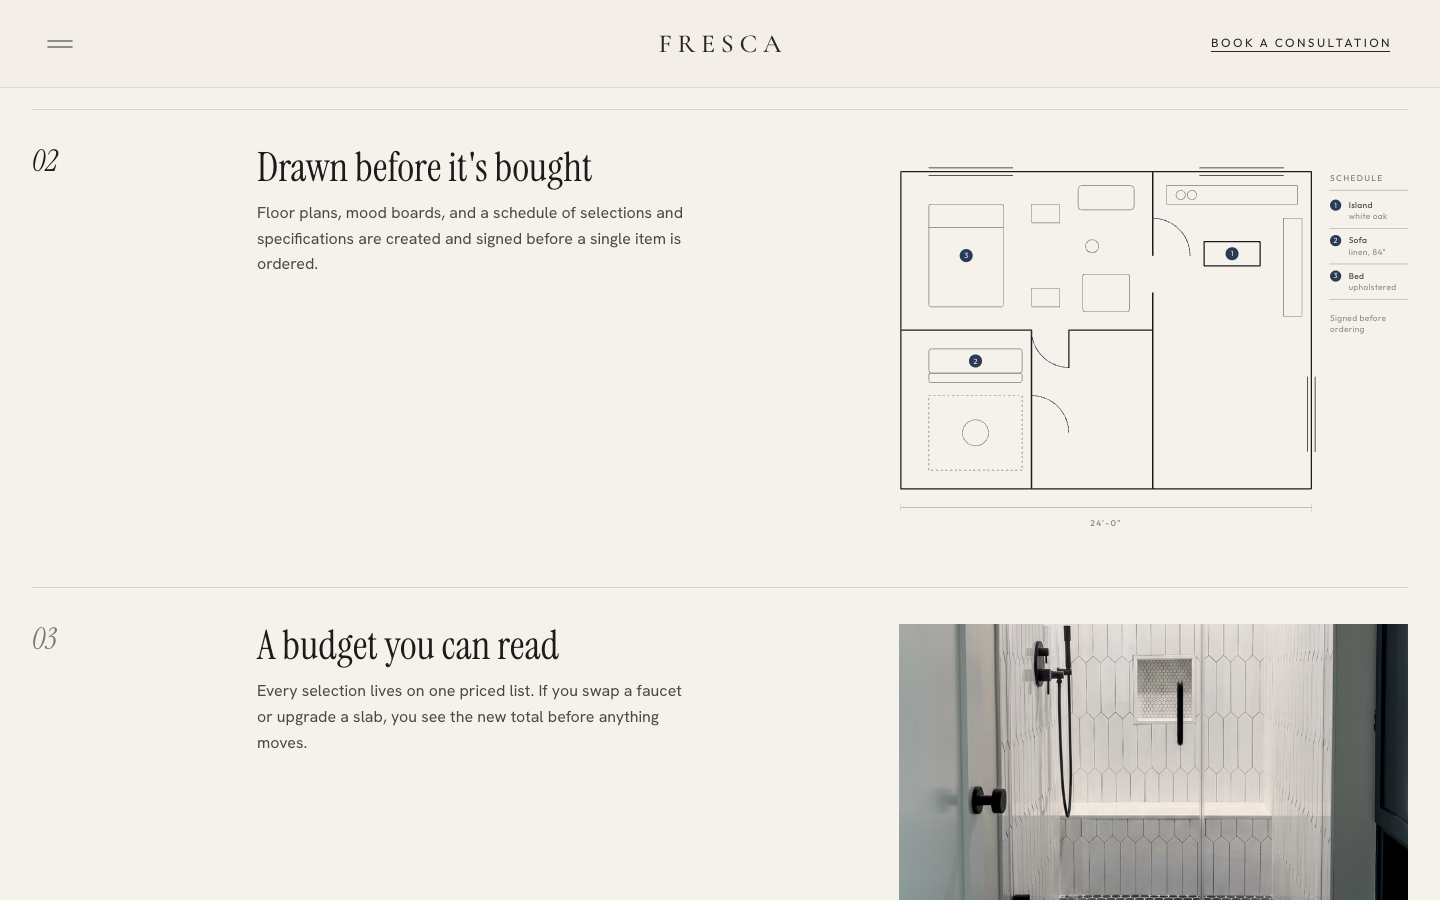 FRESCA
BOOK A CONSULTATION
02
Drawn before it's bought
Floor plans, mood boards, and a schedule of selections and
specifications are created and signed before a single item is
ordered.
3
1
2
24'-0"
SCHEDULE
1 Island
white oak
2 Sofa
linen, 84"
3 Bed
upholstered
Signed before
ordering
03
A budget you can read
Every selection lives on one priced list. If you swap a faucet
or upgrade a slab, you see the new total before anything
moves.